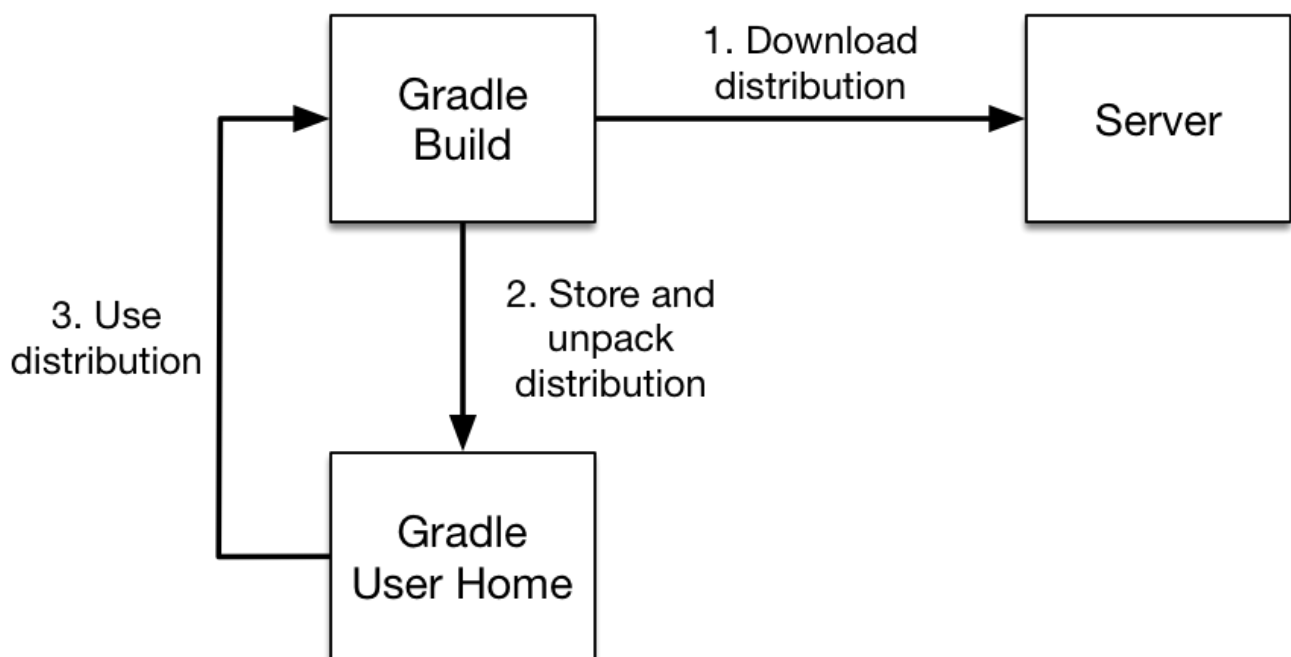 Gradle
Build
1. Download
distribution
Server
2. Store and
unpack
distribution
3. Use
distribution
Gradle
User Home